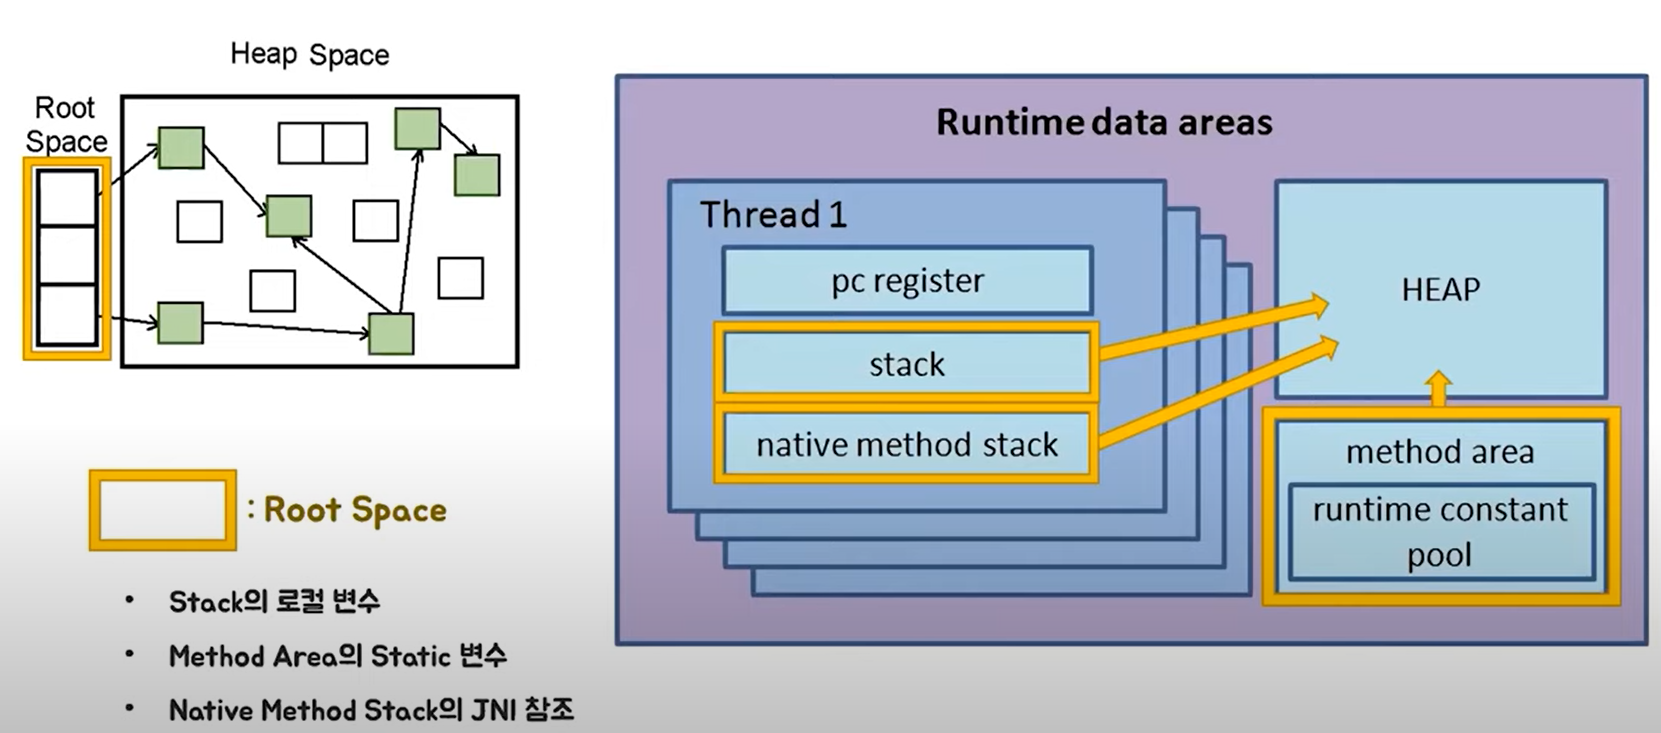 Heap Space
Root
Space
: Root Space
• Stack의 로컬 변수
• Method Area의 Static 변수
• Native Method Stack의 JNI 참조
Runtime data areas
Thread 1
pc register
stack
native method stack
HEAP
method area
runtime constant
pool